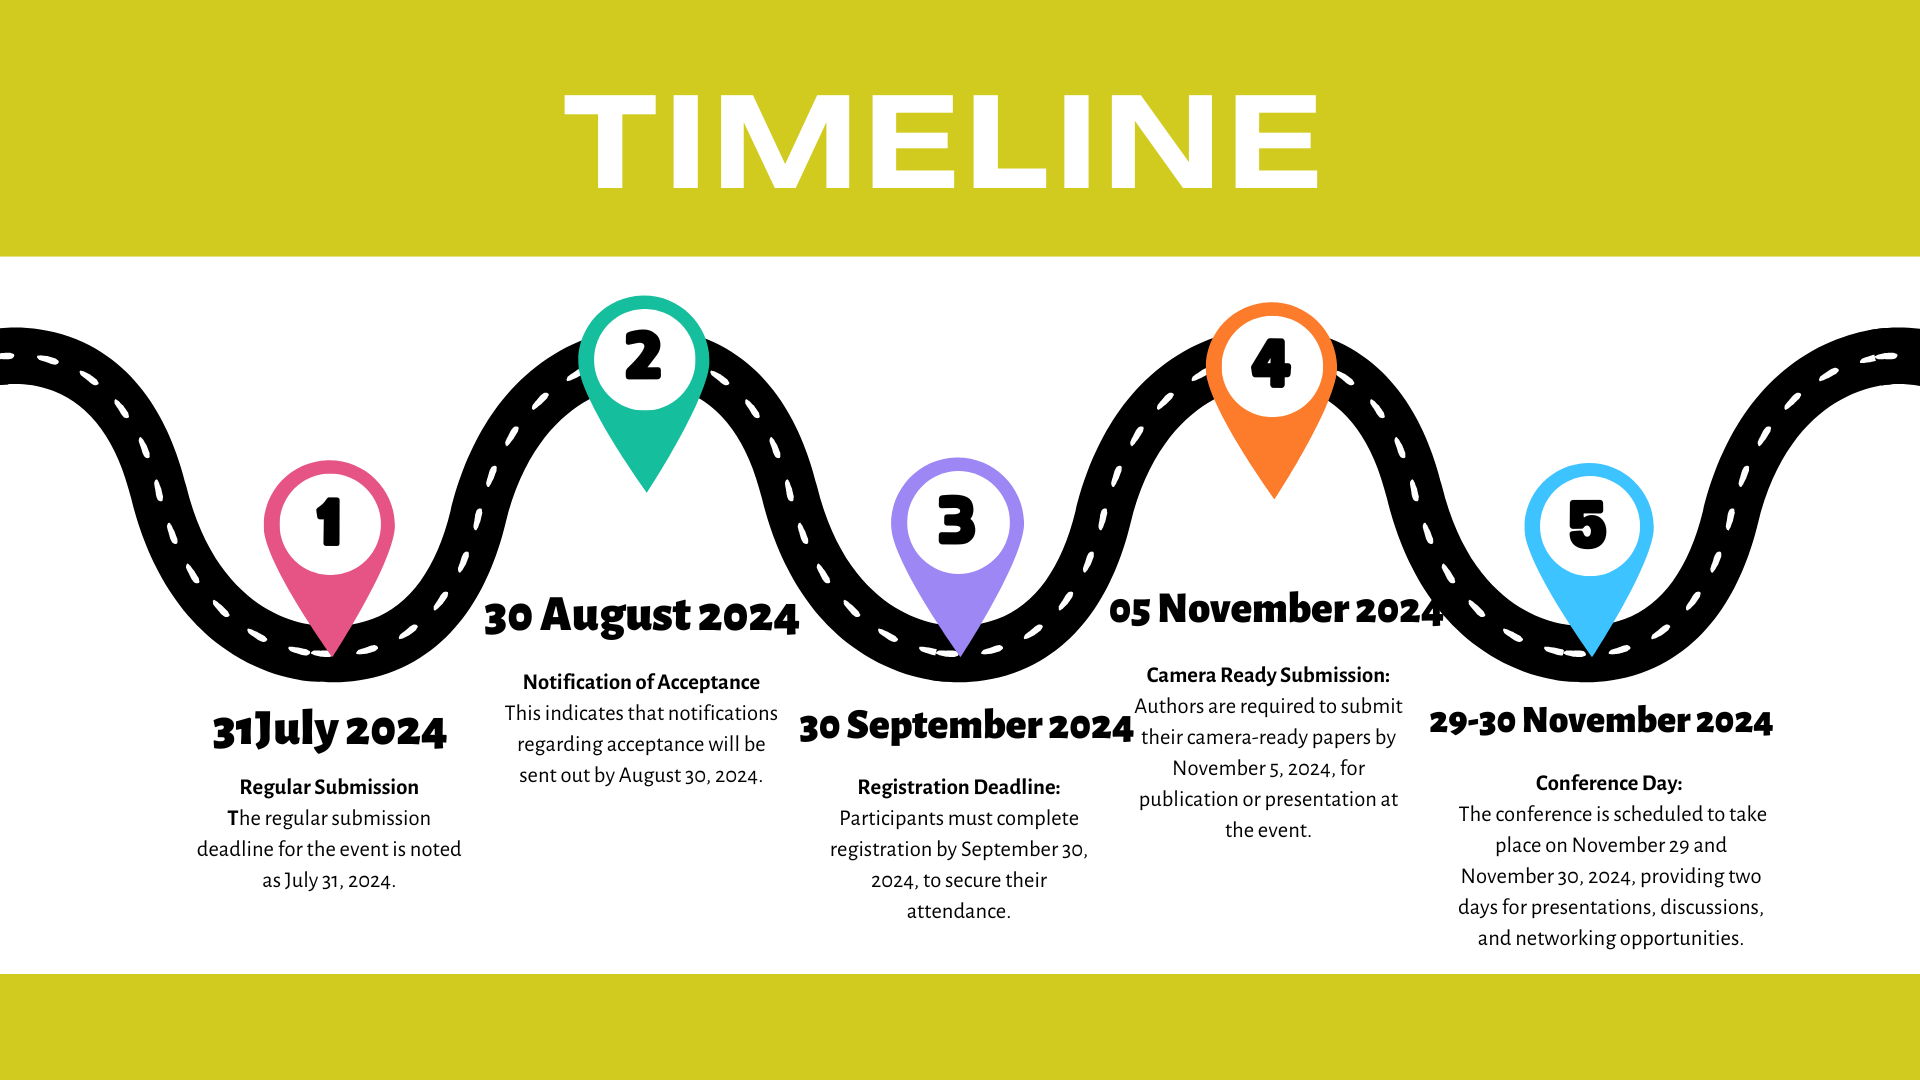 TIMELINE
1
31July 2024
Regular Submission
The regular submission
deadline for the event is noted
as July 31, 2024.
2
30 August 2024
Notification of Acceptance
This indicates that notifications
regarding acceptance will be
sent out by August 30, 2024.
3
30 September 2024
Registration Deadline:
Participants must complete
registration by September 30,
2024, to secure their
attendance.
4
05 November 2024
Camera Ready Submission:
Authors are required to submit
their camera-ready papers by
November 5, 2024, for
publication or presentation at
the event.
5
29-30 November 2024
Conference Day:
The conference is scheduled to take
place on November 29 and
November 30, 2024, providing two
days for presentations, discussions,
and networking opportunities.